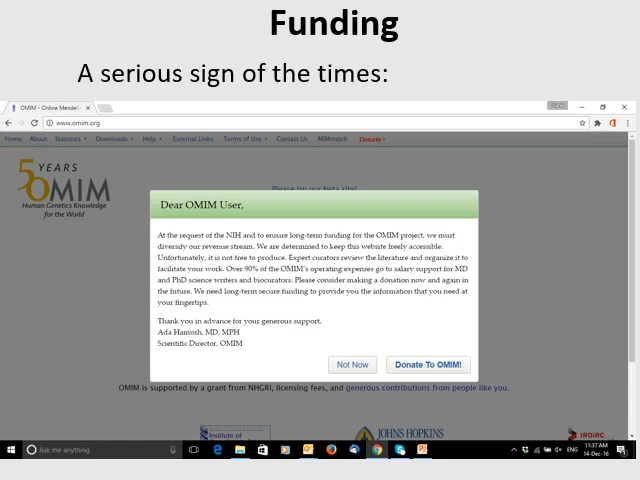 Funding
A serious sign of the times:
OMIM - Online Mendeli
www.omim.org
Home About Statistics Downloads Help External Links Terms of Use Contact Us MIMmatch Donate
50 YEARS
OMIM
Human Genetics Knowledge
for the World
Please try our beta site!
Dear OMIM User,
At the request of the NIH and to ensure long-term funding for the OMIM project, we must
diversify our revenue stream. We are determined to keep this website freely accessible.
Unfortunately, it is not free to produce. Expert curators review the literature and organize it to
facilitate your work. Over 90% of the OMIM's operating expenses go to salary support for MD
and PhD science writers and biocurators. Please consider making a donation now and again in
the future. We need long-term secure funding to provide you the information that you need at
your fingertips.
Thank you in advance for your generous support,
Ada Hamosh, MD, MPH
Scientific Director, OMIM
Not Now Donate To OMIM!
OMIM is supported by a grant from NHGRI, licensing fees, and generous contributions from people like you.
Institute of
JOHNS HOPKINS
IRDiRC
Ask me anything
ENG
11:37 AM
14-Dec-16